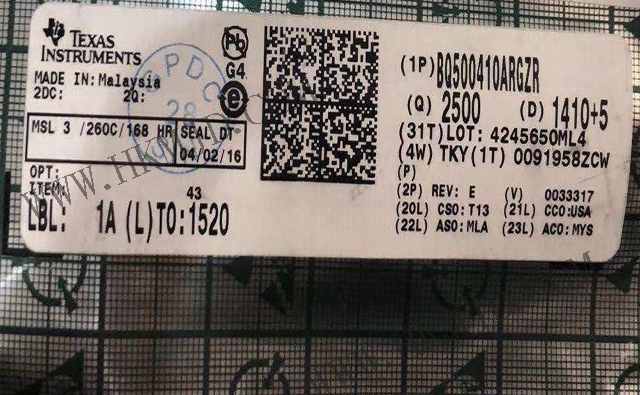 TEXAS
INSTRUMENTS
MADE IN: Malaysia
2DC: 2Q:
Pb
G4
e
MSL 3 /260C/168 HR SEAL DT
04/02/16
OPT:
ITEM: 43
LBL: 1A (L)TO:1520
(1P) BQ500410ARGZR
(Q) 2500 (D) 1410+5
(31T)LOT: 4245650ML4
(4W) TKY(1T) 0091958ZCW
(P)
(2P) REV: E (V) 0033317
(20L) CSO:T13 (21L) CCO:USA
(22L) ASO:MLA (23L) ACO:MYS
PDC